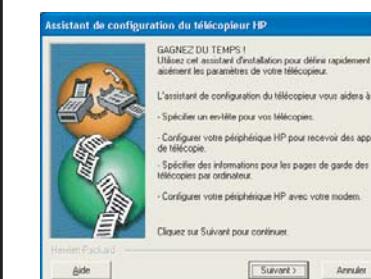 Assistant de configuration du télécopieur HP
GAGNEZ DU TEMPS !
Utilisez cet assistant d'installation pour définir rapidement
aisément les paramètres de votre télécopieur.
L'assistant de configuration du télécopieur vous aidera à
- Spécifier un en-tête pour vos télécopies.
- Configurer votre périphérique HP pour recevoir des app
de télécopie.
- Spécifier des informations pour les pages de garde des
télécopies par ordinateur.
- Configurer votre périphérique HP avec votre modem.
Cliquez sur Suivant pour continuer.
Hewlett-Packard
Aide
Suivant >
Annuler